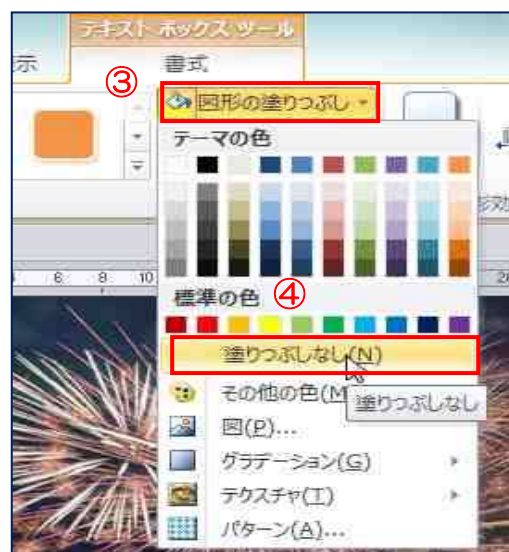 テキスト ボックス ツール
示
書式
③
図形の塗りつぶし
テーマの色
6 8 10
標準の色
④
塗りつぶしなし(N)
その他の色(M
塗りつぶしなし
図(P)...
グラデーション(G)
テクスチャ(T)
パターン(A)...